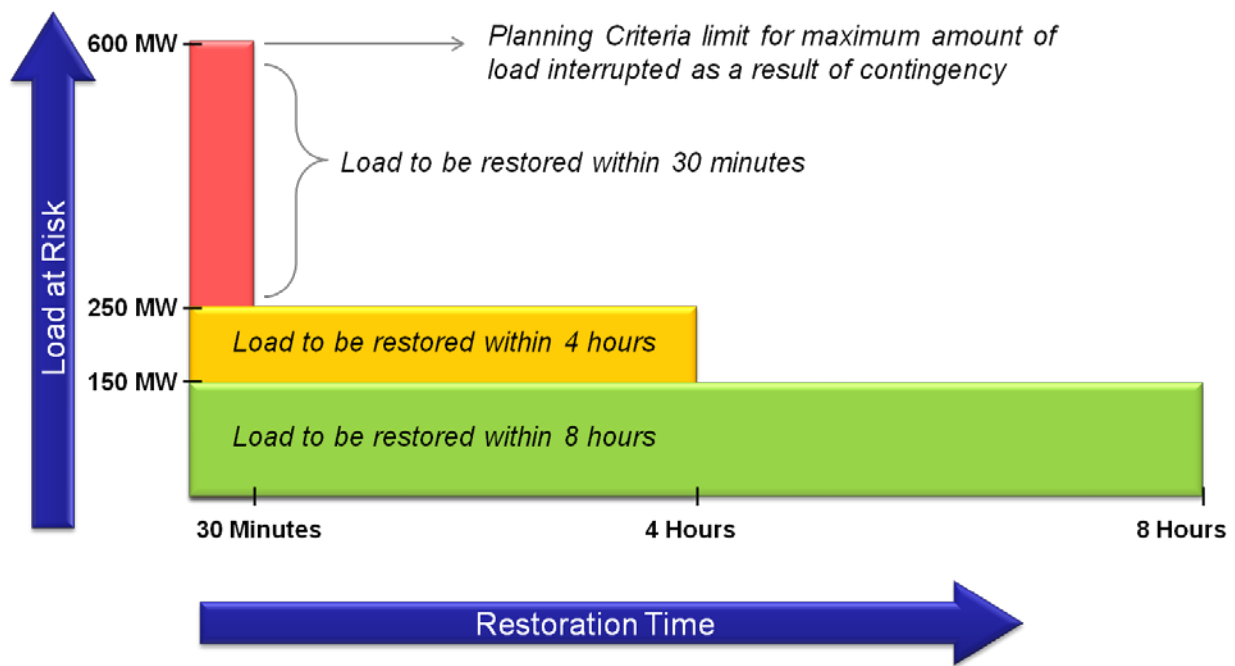 600 MW
Planning Criteria limit for maximum amount of
load interrupted as a result of contingency
Load to be restored within 30 minutes
Load at Risk
250 MW
Load to be restored within 4 hours
150 MW
Load to be restored within 8 hours
30 Minutes
4 Hours
8 Hours
Restoration Time